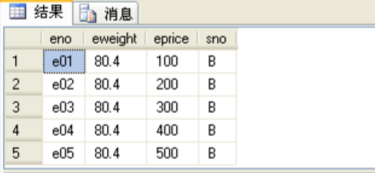 结果 消息
eno eweight eprice sno
1 e01 80.4 100 B
2 e02 80.4 200 B
3 e03 80.4 300 B
4 e04 80.4 400 B
5 e05 80.4 500 B